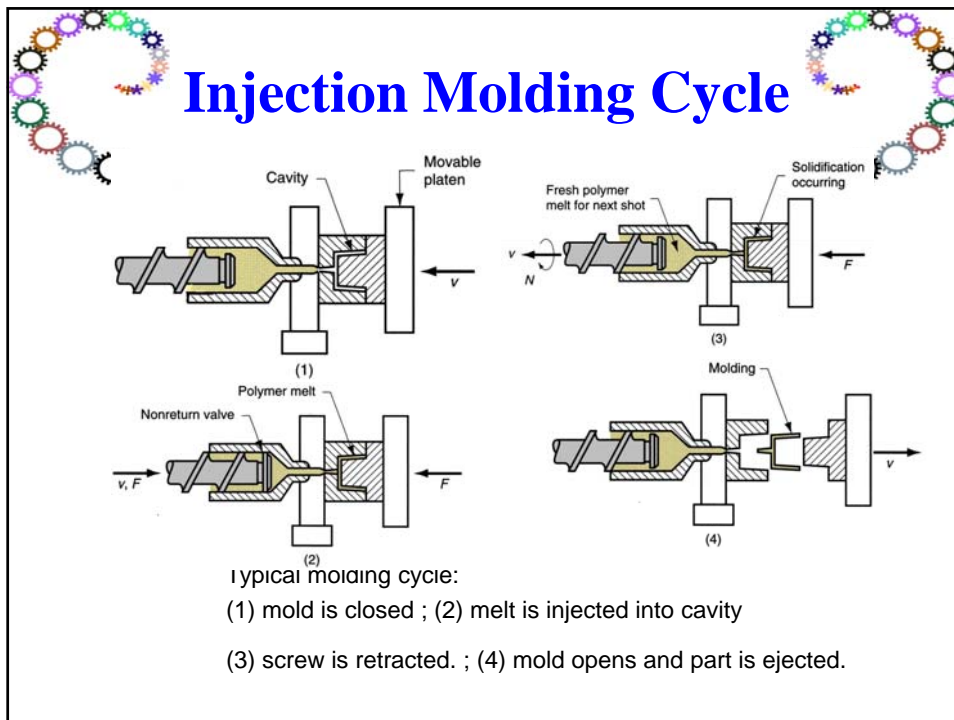 Injection Molding Cycle
Cavity
Movable
platen
v
(1)
Fresh polymer
melt for next shot
Solidification
occurring
v
N
F
(3)
Nonreturn valve
Polymer melt
v, F
F
(2)
Molding
v
(4)
Typical molding cycle:
(1) mold is closed ; (2) melt is injected into cavity
(3) screw is retracted. ; (4) mold opens and part is ejected.